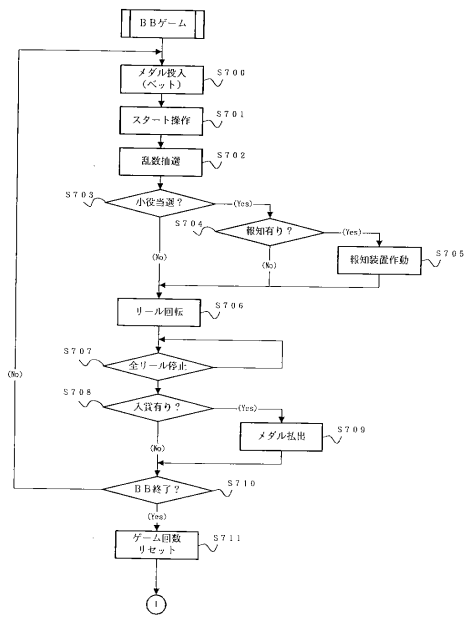 BBゲーム
メダル投入
(ベット)
S700
スタート操作
S701
乱数抽選
S702
S703
小役当選?
(Yes)
S704
報知有り?
(Yes)
(No)
(No)
報知装置作動
S705
リール回転
S706
S707
全リール停止
(No)
S708
入賞有り?
(Yes)
メダル払出
S709
(No)
BB終了?
S710
(Yes)
ゲーム回数
リセット
S711
1